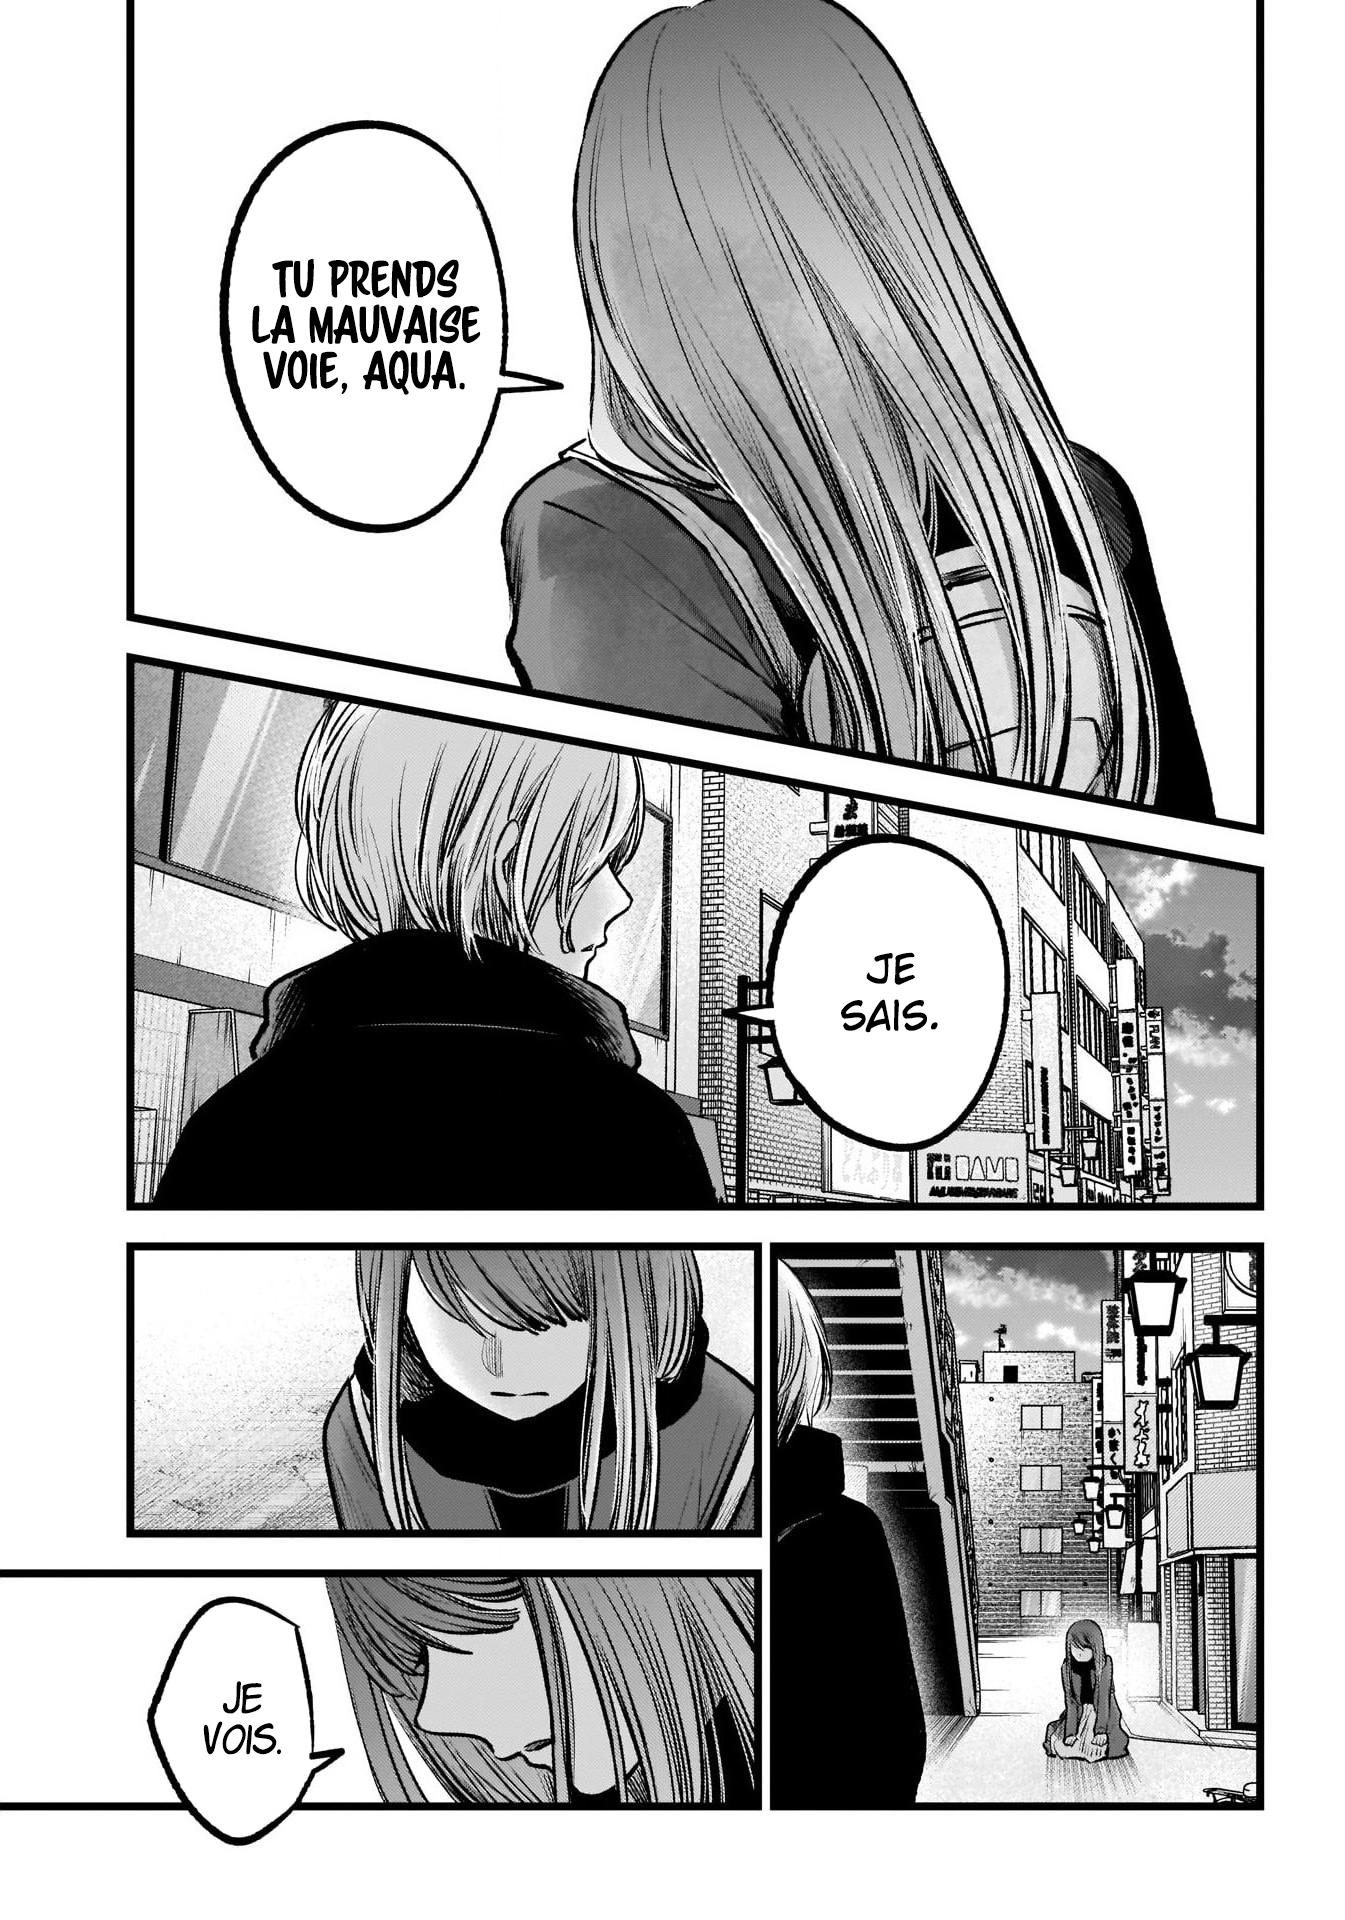 TU PRENDS
LA MAUVAISE
VOIE, AQUA.
JE
SAIS.
JE
VOIS.